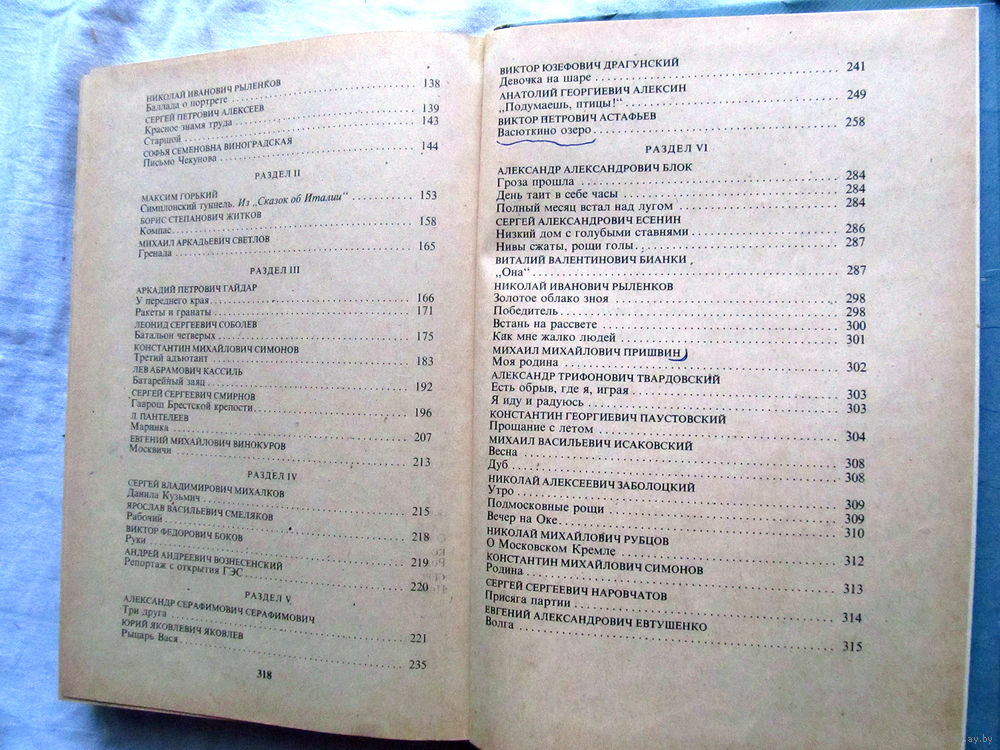 НИКОЛАЙ ИВАНОВИЧ РЫЛЕНКОВ
Баллада о портрете 138
СЕРГЕЙ ПЕТРОВИЧ АЛЕКСЕЕВ
Красное знамя труда 139
Старшой 143
СОФЬЯ СЕМЕНОВНА ВИНОГРАДСКАЯ
Письмо Чекунова 144
РАЗДЕЛ II
МАКСИМ ГОРЬКИЙ
Симплонский туннель. Из „Сказок об Италии“ 153
БОРИС СТЕПАНОВИЧ ЖИТКОВ
Компас 158
МИХАИЛ АРКАДЬЕВИЧ СВЕТЛОВ
Гренада 165
РАЗДЕЛ III
АРКАДИЙ ПЕТРОВИЧ ГАЙДАР
У переднего края 166
Ракеты и гранаты 171
ЛЕОНИД СЕРГЕЕВИЧ СОБОЛЕВ
Батальон четверых 175
КОНСТАНТИН МИХАЙЛОВИЧ СИМОНОВ
Третий адъютант 183
ЛЕВ АБРАМОВИЧ КАССИЛЬ
Батарейный заяц 192
СЕРГЕЙ СЕРГЕЕВИЧ СМИРНОВ
Гаврош Брестской крепости 196
Л. ПАНТЕЛЕЕВ
Маринка 207
ЕВГЕНИЙ МИХАЙЛОВИЧ ВИНОКУРОВ
Москвичи 213
РАЗДЕЛ IV
СЕРГЕЙ ВЛАДИМИРОВИЧ МИХАЛКОВ
Данила Кузьмич 215
ЯРОСЛАВ ВАСИЛЬЕВИЧ СМЕЛЯКОВ
Рабочий 218
ВИКТОР ФЕДОРОВИЧ БОКОВ
Руки 219
АНДРЕЙ АНДРЕЕВИЧ ВОЗНЕСЕНСКИЙ
Репортаж с открытия ГЭС 220
РАЗДЕЛ V
АЛЕКСАНДР СЕРАФИМОВИЧ СЕРАФИМОВИЧ
Три друга 221
ЮРИЙ ЯКОВЛЕВИЧ ЯКОВЛЕВ
Рыцарь Вася 235
318
ВИКТОР ЮЗЕФОВИЧ ДРАГУНСКИЙ
Девочка на шаре 241
АНАТОЛИЙ ГЕОРГИЕВИЧ АЛЕКСИН
„Подумаешь, птицы!“ 249
ВИКТОР ПЕТРОВИЧ АСТАФЬЕВ
Васюткино озеро 258
РАЗДЕЛ VI
АЛЕКСАНДР АЛЕКСАНДРОВИЧ БЛОК
Гроза прошла 284
День таит в себе часы 284
Полный месяц встал над лугом 284
СЕРГЕЙ АЛЕКСАНДРОВИЧ ЕСЕНИН
Низкий дом с голубыми ставнями 286
Нивы сжаты, рощи голы 287
ВИТАЛИЙ ВАЛЕНТИНОВИЧ БИАНКИ
„Она“ 287
НИКОЛАЙ ИВАНОВИЧ РЫЛЕНКОВ
Золотое облако зноя 298
Победитель 298
Встань на рассвете 300
Как мне жалко людей 301
МИХАИЛ МИХАЙЛОВИЧ ПРИШВИН
Моя родина 302
АЛЕКСАНДР ТРИФОНОВИЧ ТВАРДОВСКИЙ
Есть обрыв, где я, играя 303
Я иду и радуюсь 303
КОНСТАНТИН ГЕОРГИЕВИЧ ПАУСТОВСКИЙ
Прощание с летом 304
МИХАИЛ ВАСИЛЬЕВИЧ ИСАКОВСКИЙ
Весна 308
Дуб 308
НИКОЛАЙ АЛЕКСЕЕВИЧ ЗАБОЛОЦКИЙ
Утро 309
Подмосковные рощи 309
Вечер на Оке 310
НИКОЛАЙ МИХАЙЛОВИЧ РУБЦОВ
О Московском Кремле 312
КОНСТАНТИН МИХАЙЛОВИЧ СИМОНОВ
Родина 313
СЕРГЕЙ СЕРГЕЕВИЧ НАРОВЧАТОВ
Присяга партии 314
ЕВГЕНИЙ АЛЕКСАНДРОВИЧ ЕВТУШЕНКО
Волга 315
ay.by